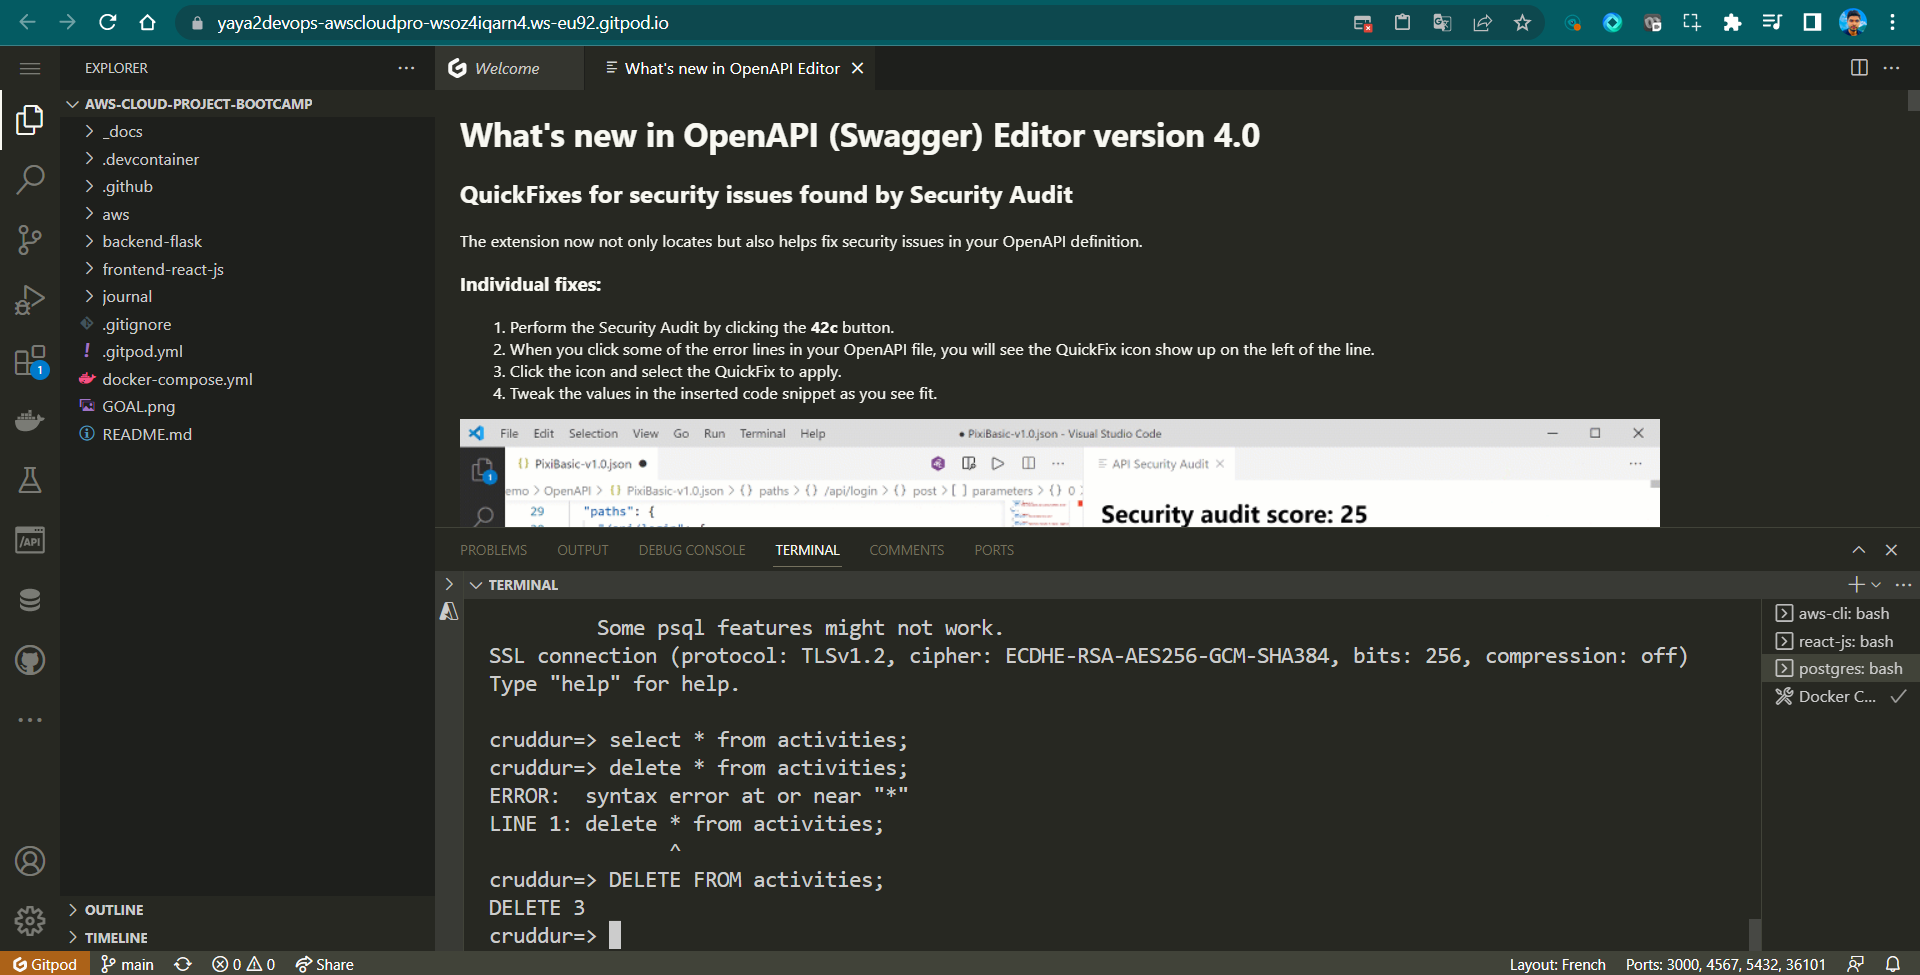 yaya2devops-awscloudpro-wsoz4iqarn4.ws-eu92.gitpod.io
EXPLORER
Welcome
What's new in OpenAPI Editor
AWS-CLOUD-PROJECT-BOOTCAMP
_docs
.devcontainer
.github
aws
backend-flask
frontend-react-js
journal
.gitignore
.gitpod.yml
docker-compose.yml
GOAL.png
README.md
OUTLINE
TIMELINE
1
/API
What's new in OpenAPI (Swagger) Editor version 4.0
QuickFixes for security issues found by Security Audit
The extension now not only locates but also helps fix security issues in your OpenAPI definition.
Individual fixes:
1. Perform the Security Audit by clicking the 42c button.
2. When you click some of the error lines in your OpenAPI file, you will see the QuickFix icon show up on the left of the line.
3. Click the icon and select the QuickFix to apply.
4. Tweak the values in the inserted code snippet as you see fit.
File Edit Selection View Go Run Terminal Help
● PixiBasic-v1.0.json - Visual Studio Code
{} PixiBasic-v1.0.json ●
API Security Audit
1
emo > OpenAPI > {} PixiBasic-v1.0.json > {} paths > {} /api/login > {} post > [ ] parameters > {} 0 >
29 "paths": {
Security audit score: 25
PROBLEMS OUTPUT DEBUG CONSOLE TERMINAL COMMENTS PORTS
TERMINAL
Some psql features might not work.
SSL connection (protocol: TLSv1.2, cipher: ECDHE-RSA-AES256-GCM-SHA384, bits: 256, compression: off)
Type "help" for help.
cruddur=> select * from activities;
cruddur=> delete * from activities;
ERROR:  syntax error at or near "*"
LINE 1: delete * from activities;
^
cruddur=> DELETE FROM activities;
DELETE 3
cruddur=>
aws-cli: bash
react-js: bash
postgres: bash
Docker C...
Gitpod
main
0
0
Share
Layout: French
Ports: 3000, 4567, 5432, 36101